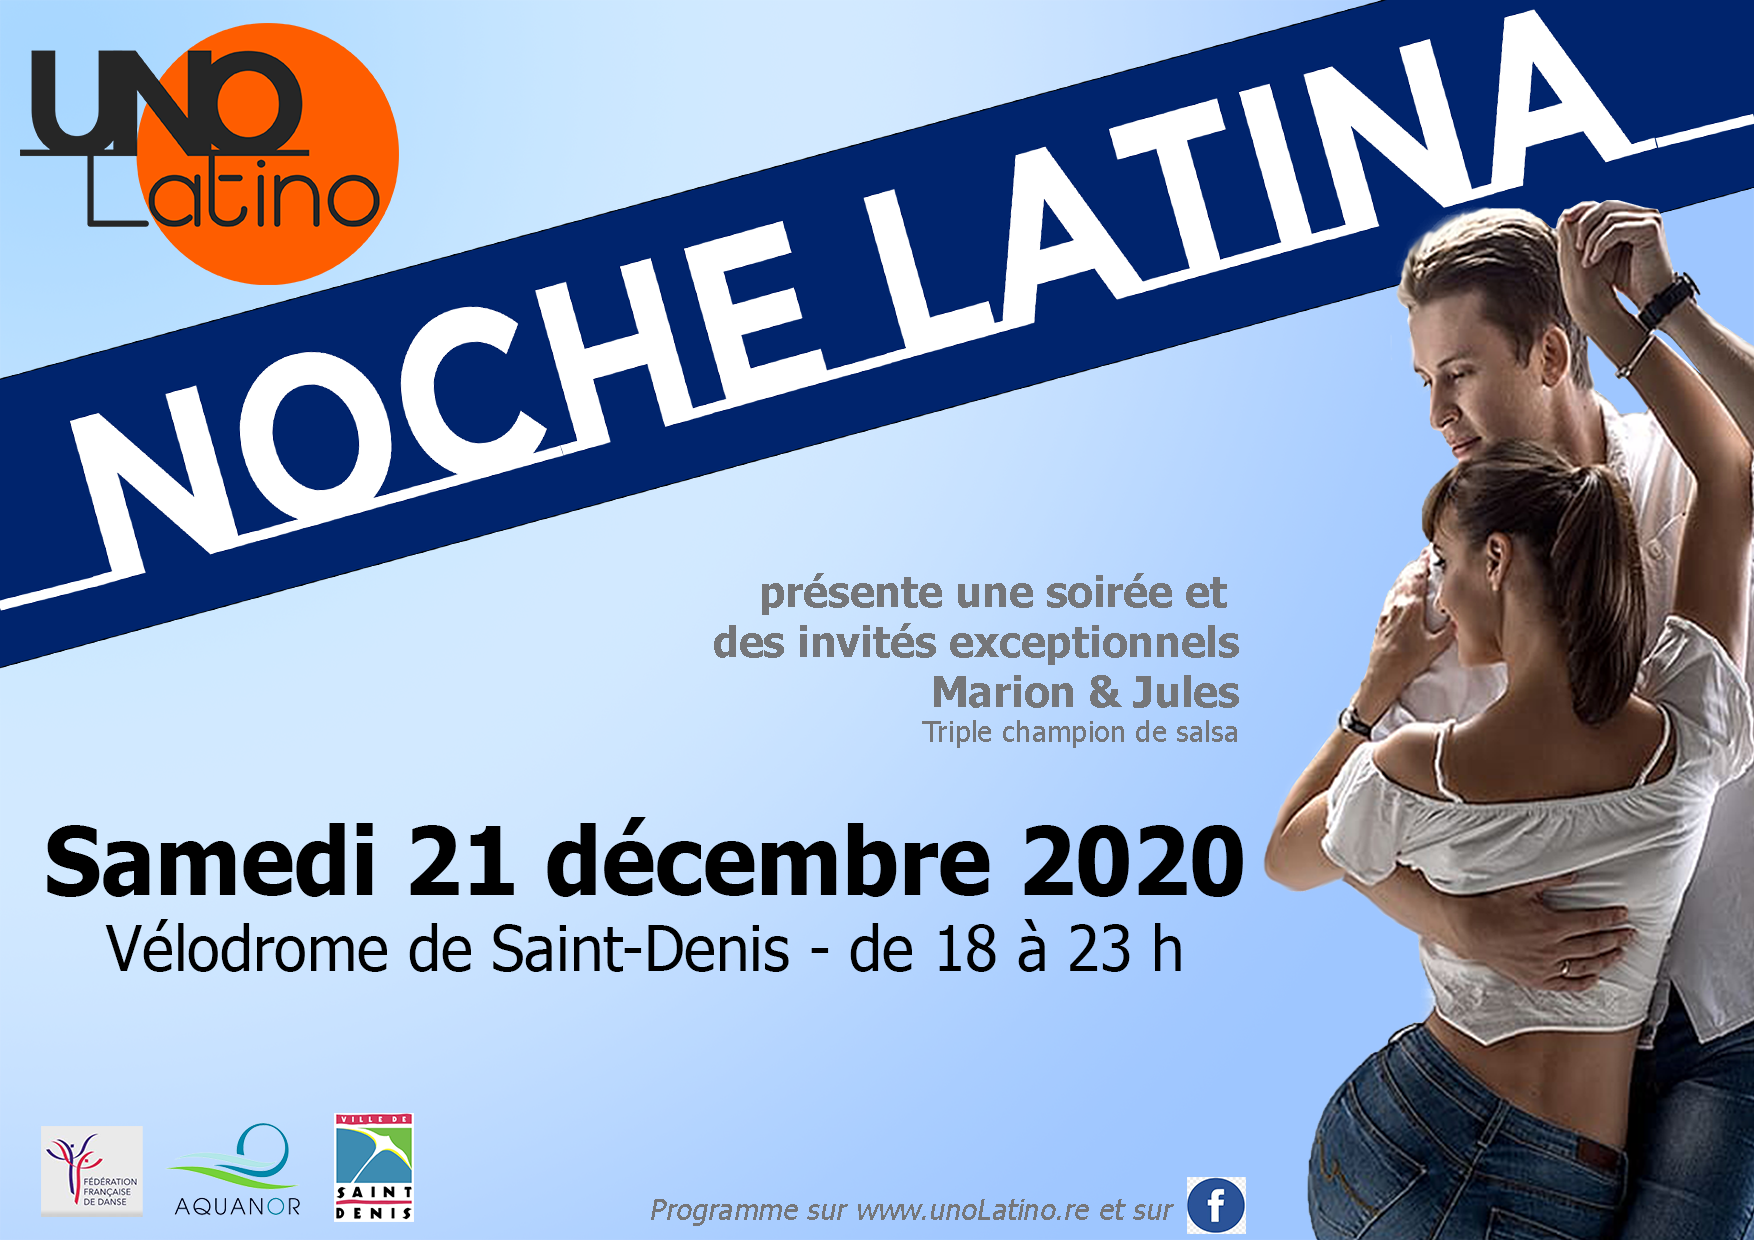 UNO
Latino
NOCHE LATINA
présente une soirée et
des invités exceptionnels
Marion & Jules
Triple champion de salsa
Samedi 21 décembre 2020
Vélodrome de Saint-Denis - de 18 à 23 h
FÉDÉRATION
FRANÇAISE
DE DANSE
AQUANOR
VILLE DE
SAINT
DENIS
Programme sur www.unoLatino.re et sur f